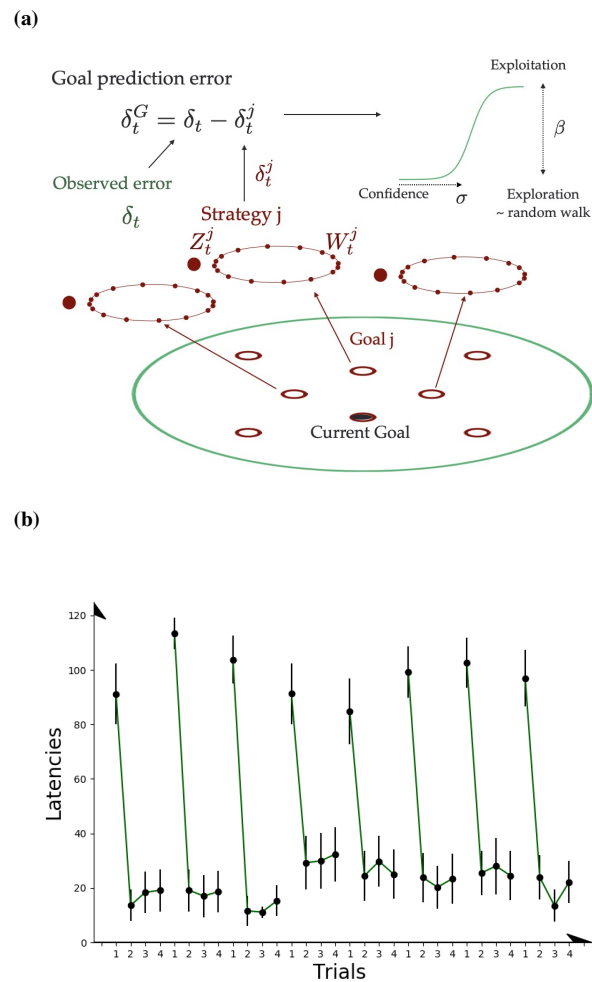 (a)
Goal prediction error
δ_t^G = δ_t − δ_t^j
Exploitation
β
Confidence
σ
Exploration
~ random walk
Observed error
δ_t
δ_t^j
Strategy j
Z_t^j
W_t^j
Goal j
Current Goal
(b)
Latencies
120
100
80
60
40
20
0
1 2 3 4 1 2 3 4 1 2 3 4 1 2 3 4 1 2 3 4 1 2 3 4 1 2 3 4 1 2 3 4
Trials